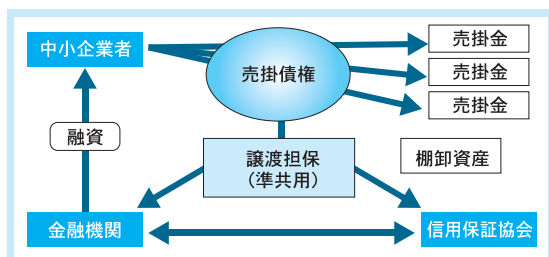 中小企業者
売掛債権
売掛金
売掛金
売掛金
融資
譲渡担保
（準共用）
棚卸資産
金融機関
信用保証協会